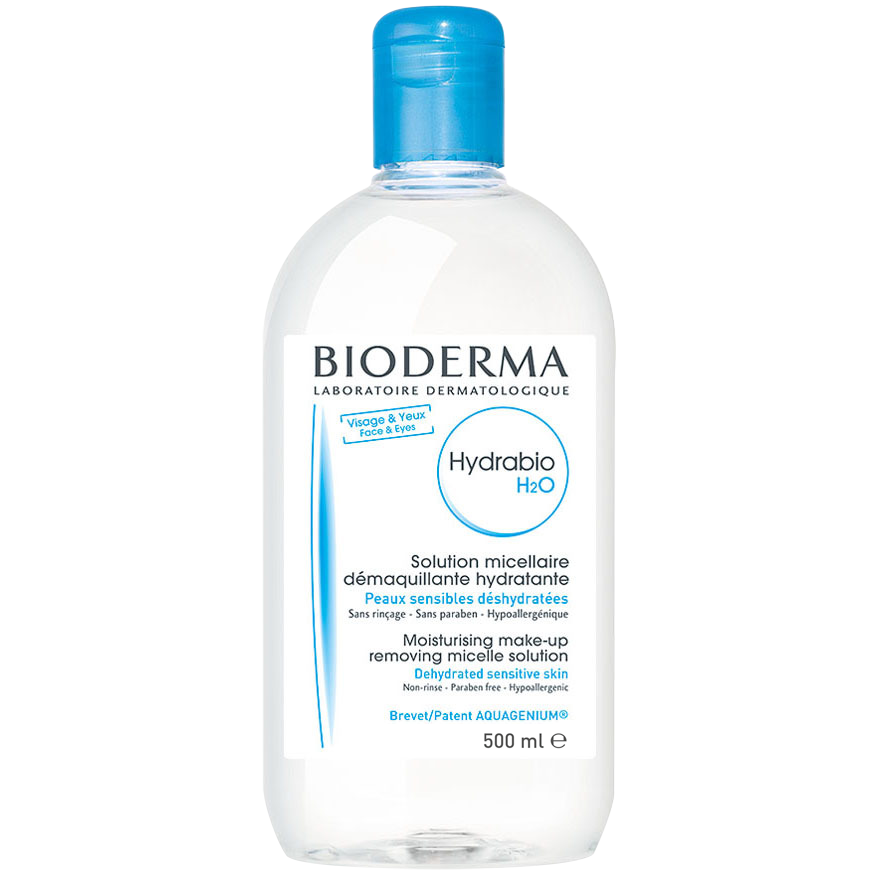 BIODERMA
LABORATOIRE DERMATOLOGIQUE
Visage & Yeux
Face & Eyes
Hydrabio
H2O
Solution micellaire
démaquillante hydratante
Peaux sensibles déshydratées
Sans rinçage - Sans paraben - Hypoallergénique
Moisturising make-up
removing micelle solution
Dehydrated sensitive skin
Non-rinse - Paraben free - Hypoallergenic
Brevet/Patent AQUAGENIUM®
500 ml ℮